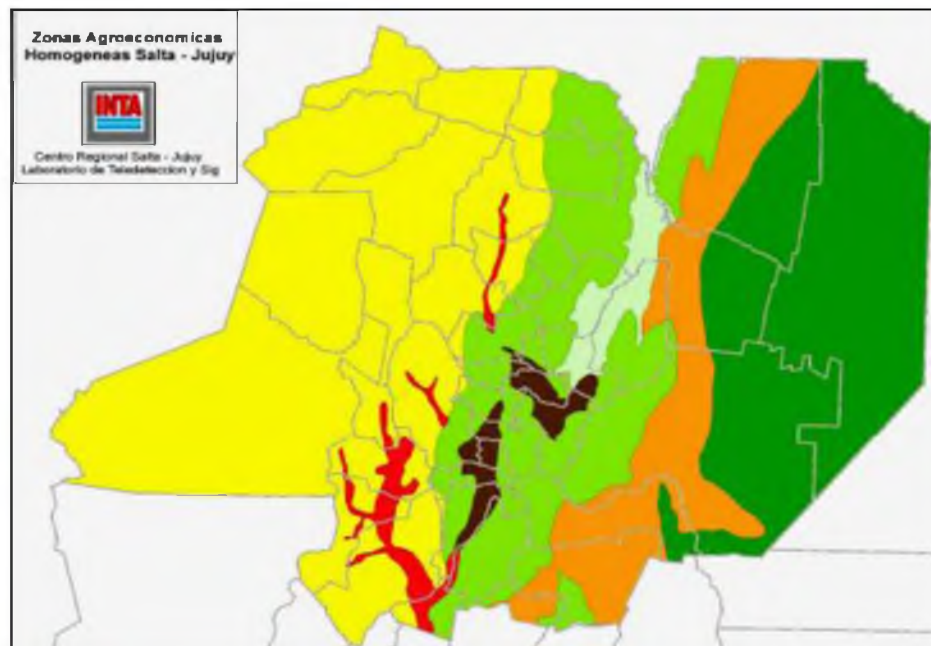 Zonas Agroeconomicas
Homogeneas Salta - Jujuy
INTA
Centro Regional Salta - Jujuy
Laboratorio de Teledeteccion y Sig